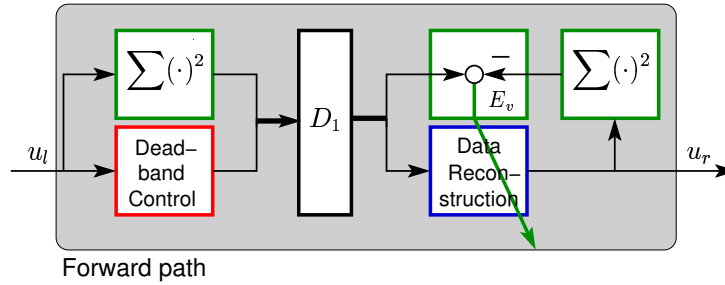 ∑(·)²
D₁
−
E_v
∑(·)²
u_l
Dead–
band
Control
Data
Recon–
struction
u_r
Forward path